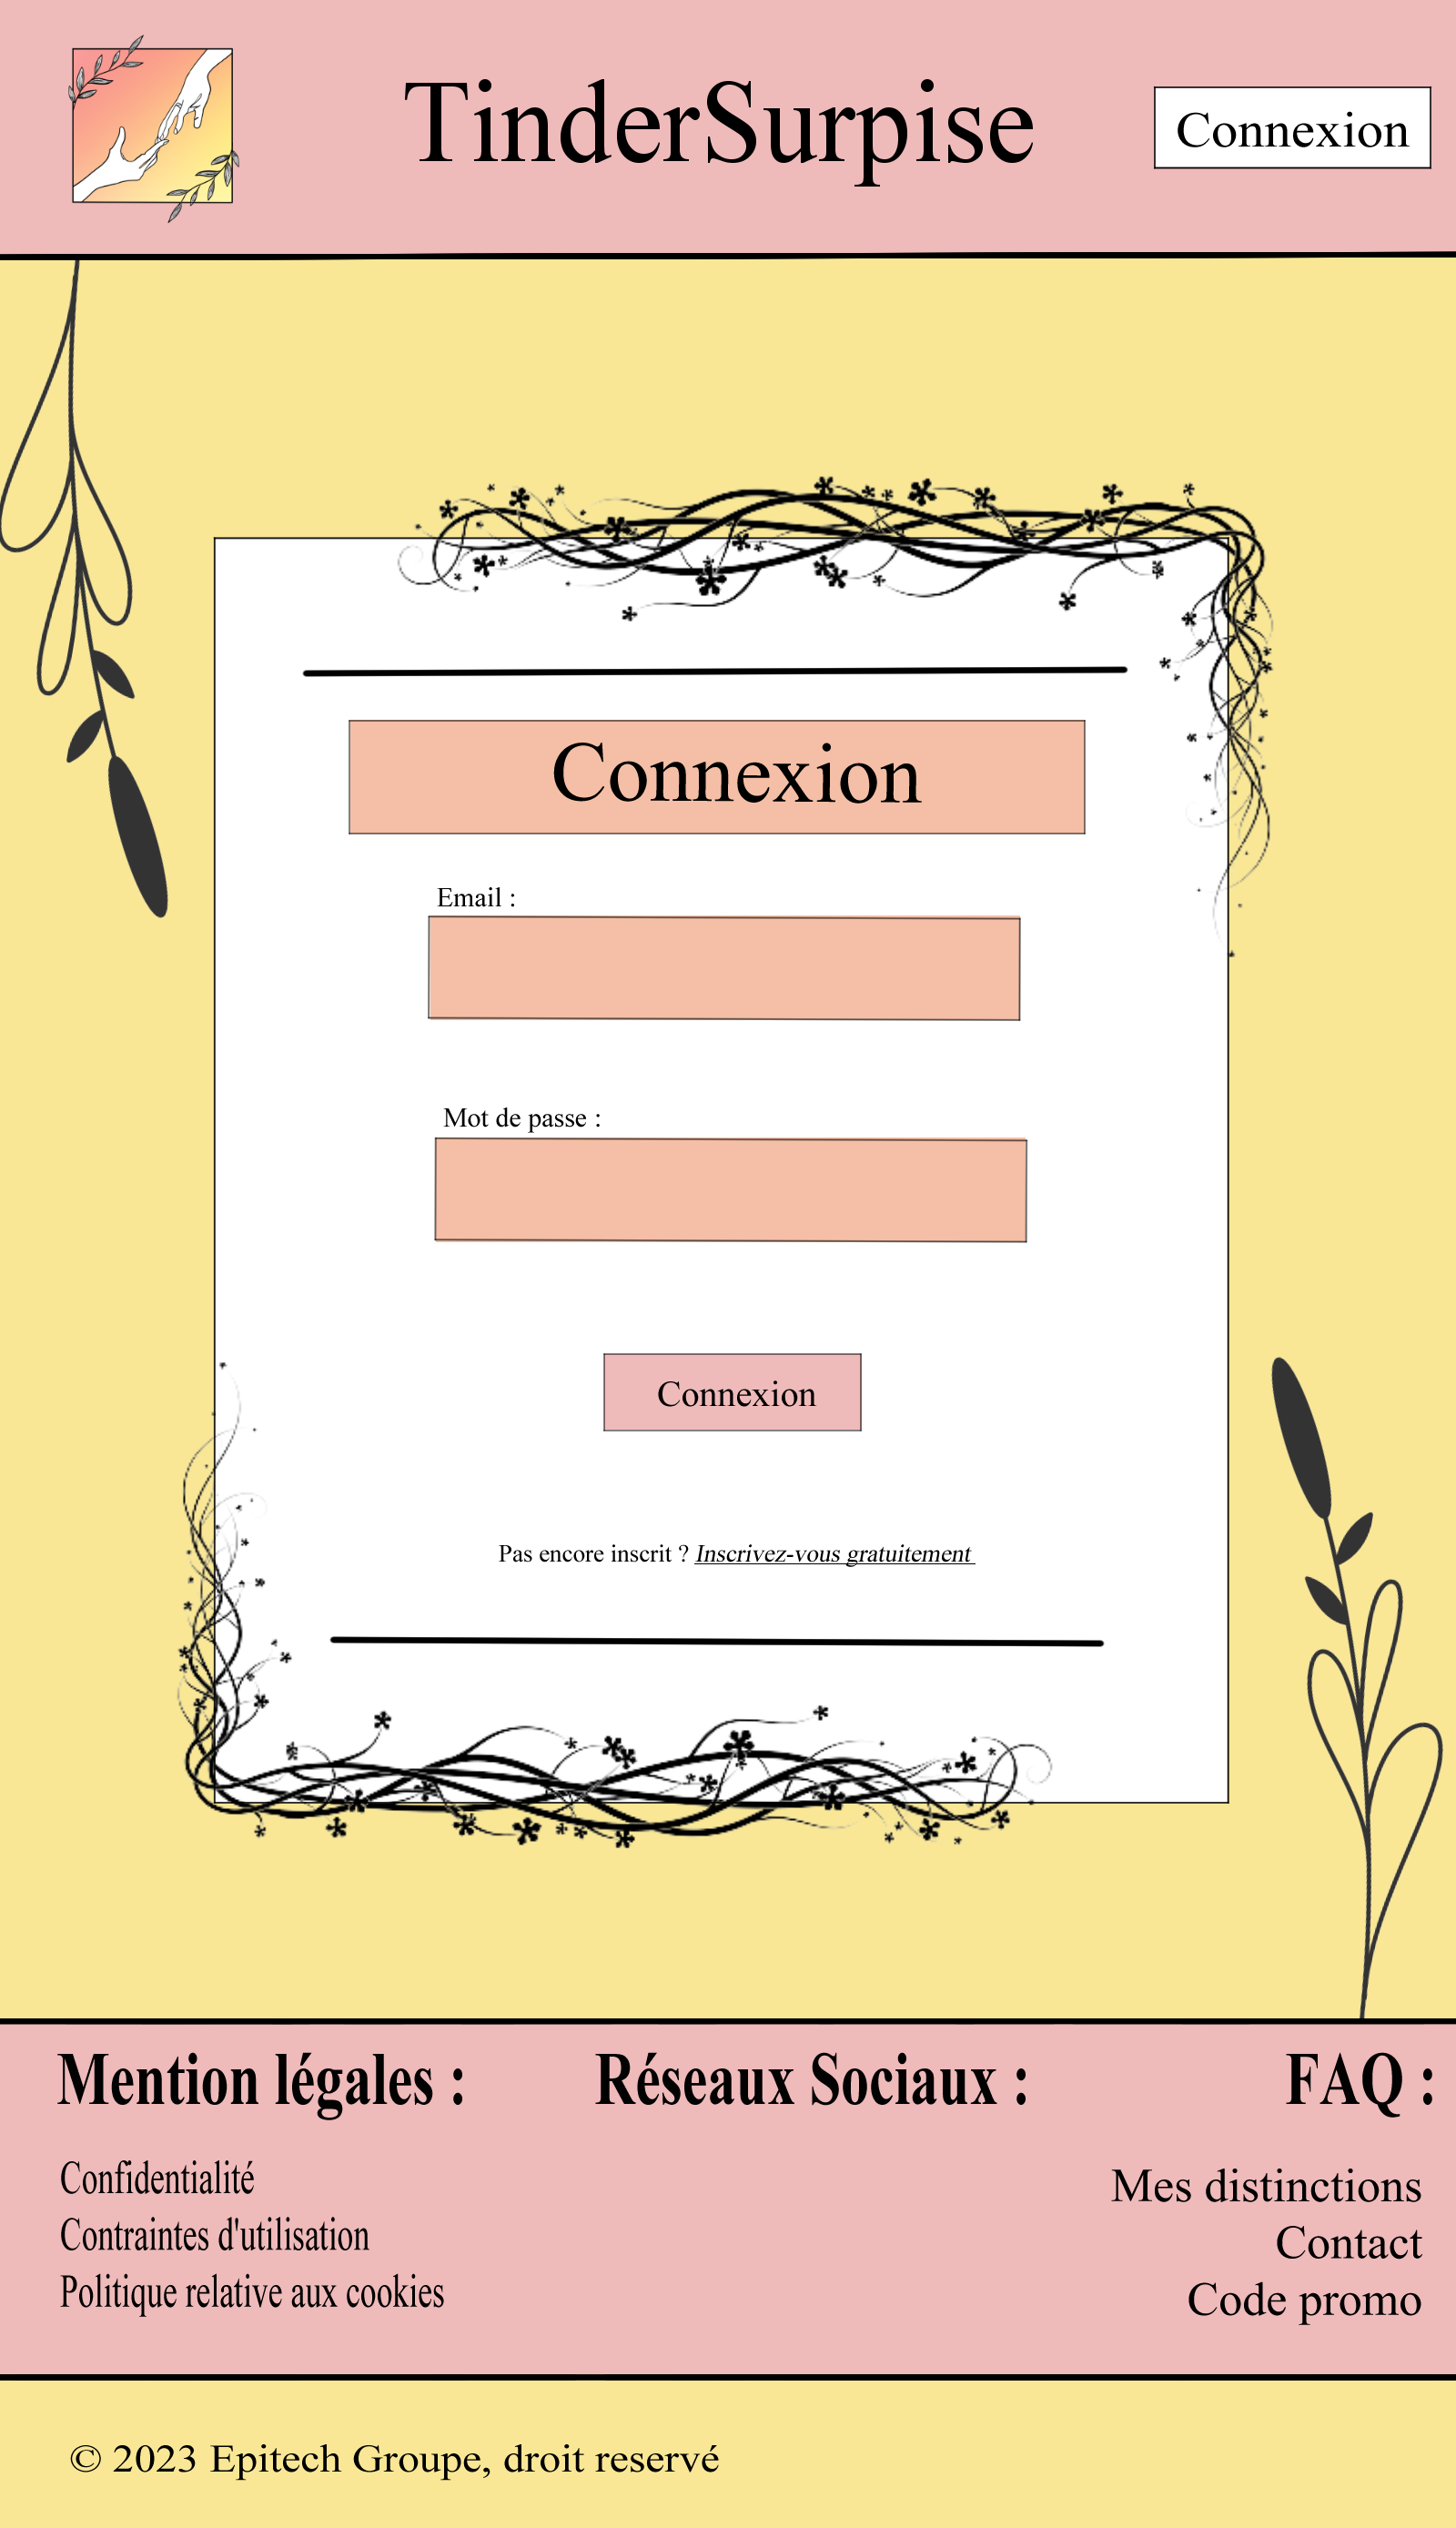 TinderSurpise
Connexion
Connexion
Email :
Mot de passe :
Connexion
Pas encore inscrit ? Inscrivez-vous gratuitement
Mention légales :
Confidentialité
Contraintes d'utilisation
Politique relative aux cookies
Réseaux Sociaux :
FAQ :
Mes distinctions
Contact
Code promo
© 2023 Epitech Groupe, droit reservé